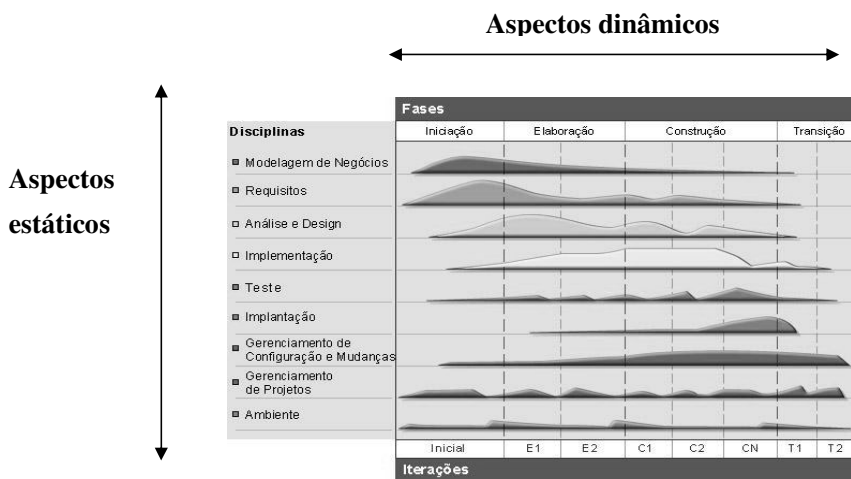 Aspectos dinâmicos
Aspectos
estáticos
Fases
Disciplinas
Iniciação Elaboração Construção Transição
Modelagem de Negócios
Requisitos
Análise e Design
Implementação
Teste
Implantação
Gerenciamento de
Configuração e Mudanças
Gerenciamento
de Projetos
Ambiente
Inicial E1 E2 C1 C2 CN T1 T2
Iterações